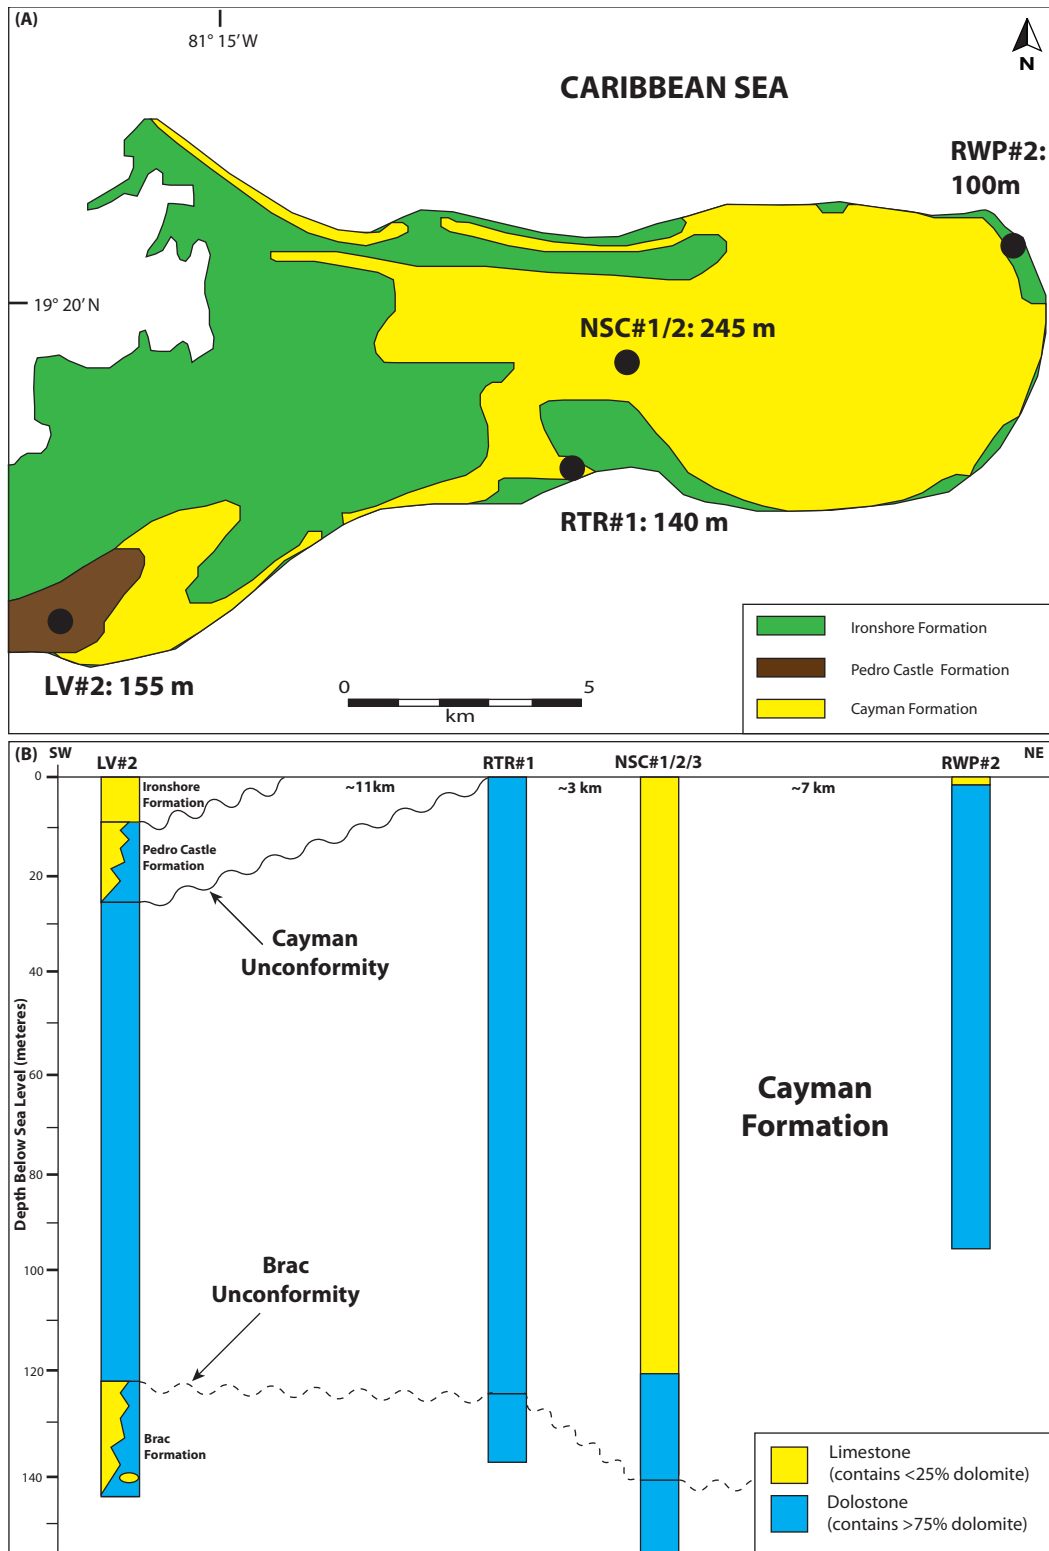 (A)
81° 15' W
N
CARIBBEAN SEA
RWP#2:
100m
19° 20' N
NSC#1/2: 245 m
RTR#1: 140 m
LV#2: 155 m
0
5
km
Ironshore Formation
Pedro Castle Formation
Cayman Formation
(B)
SW
NE
LV#2
RTR#1
NSC#1/2/3
RWP#2
0
20
40
60
80
100
120
140
Depth Below Sea Level (meteres)
Ironshore
Formation
~11km
~3 km
~7 km
Pedro Castle
Formation
Cayman
Unconformity
Cayman
Formation
Brac
Unconformity
Brac
Formation
Limestone
(contains <25% dolomite)
Dolostone
(contains >75% dolomite)